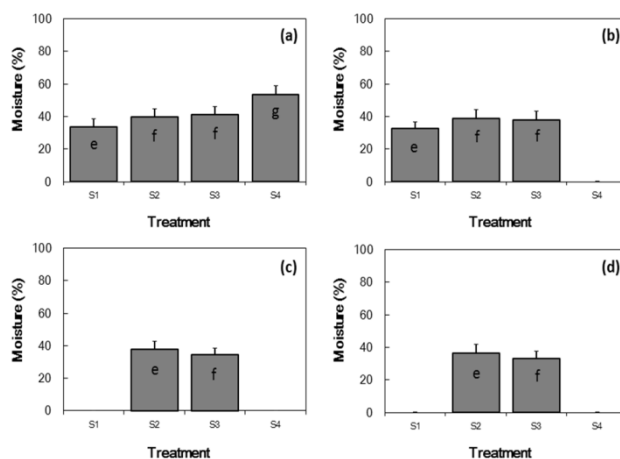 (a)
100
80
60
40
20
0
Moisture (%)
e
f
f
g
S1 S2 S3 S4
Treatment
(b)
100
80
60
40
20
0
Moisture (%)
e
f
f
S1 S2 S3 S4
Treatment
(c)
100
80
60
40
20
0
Moisture (%)
e
f
S1 S2 S3 S4
Treatment
(d)
100
80
60
40
20
0
Moisture (%)
e
f
S1 S2 S3 S4
Treatment